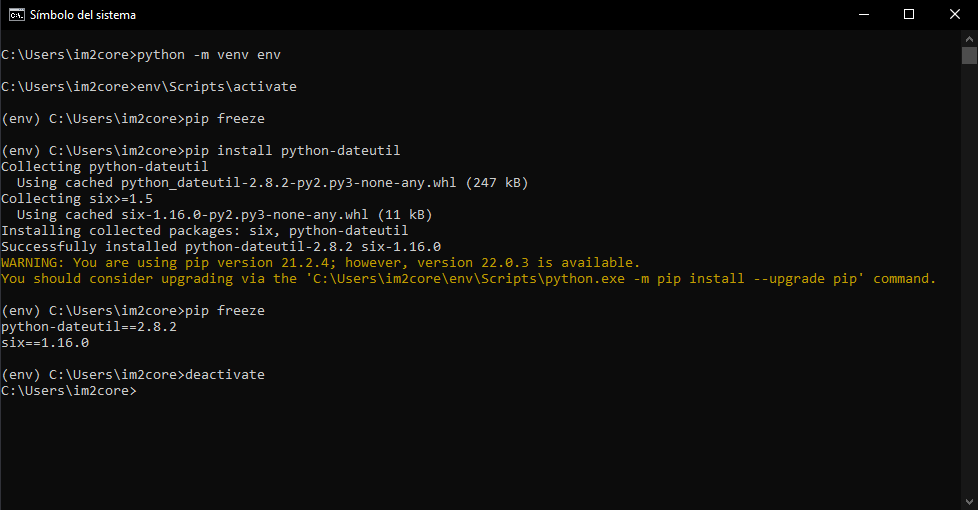 Símbolo del sistema
C:\Users\im2core>python -m venv env
C:\Users\im2core>env\Scripts\activate
(env) C:\Users\im2core>pip freeze
(env) C:\Users\im2core>pip install python-dateutil
Collecting python-dateutil
  Using cached python_dateutil-2.8.2-py2.py3-none-any.whl (247 kB)
Collecting six>=1.5
  Using cached six-1.16.0-py2.py3-none-any.whl (11 kB)
Installing collected packages: six, python-dateutil
Successfully installed python-dateutil-2.8.2 six-1.16.0
WARNING: You are using pip version 21.2.4; however, version 22.0.3 is available.
You should consider upgrading via the 'C:\Users\im2core\env\Scripts\python.exe -m pip install --upgrade pip' command.
(env) C:\Users\im2core>pip freeze
python-dateutil==2.8.2
six==1.16.0
(env) C:\Users\im2core>deactivate
C:\Users\im2core>